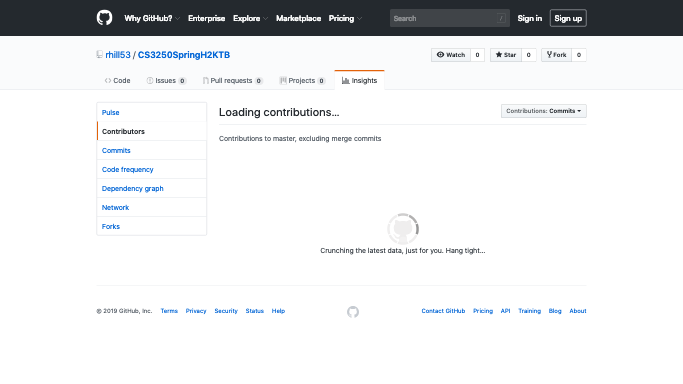 Why GitHub? Enterprise Explore Marketplace Pricing Search / Sign in Sign up
rhill53 / CS3250SpringH2KTB Watch 0 Star 0 Fork 0
Code Issues 0 Pull requests 0 Projects 0 Insights
Pulse
Contributors
Commits
Code frequency
Dependency graph
Network
Forks
Loading contributions… Contributions: Commits
Contributions to master, excluding merge commits
Crunching the latest data, just for you. Hang tight…
© 2019 GitHub, Inc. Terms Privacy Security Status Help Contact GitHub Pricing API Training Blog About